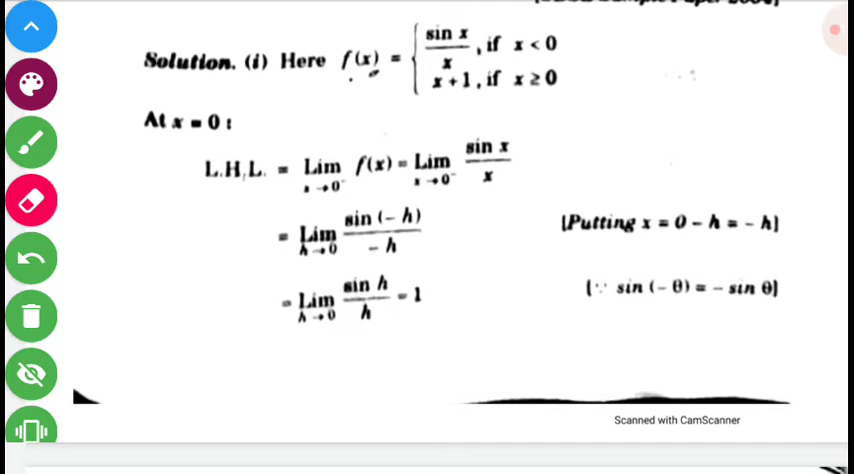 Solution. (i) Here f(x) = { sin x / x , if x < 0
x + 1 , if x ≥ 0
At x = 0 :
L.H.L. = Lim x→0⁻ f(x) = Lim x→0⁻ sin x / x
= Lim h→0 sin (– h) / – h [Putting x = 0 – h = – h]
= Lim h→0 sin h / h = 1 [∵ sin (– θ) = – sin θ]
Scanned with CamScanner